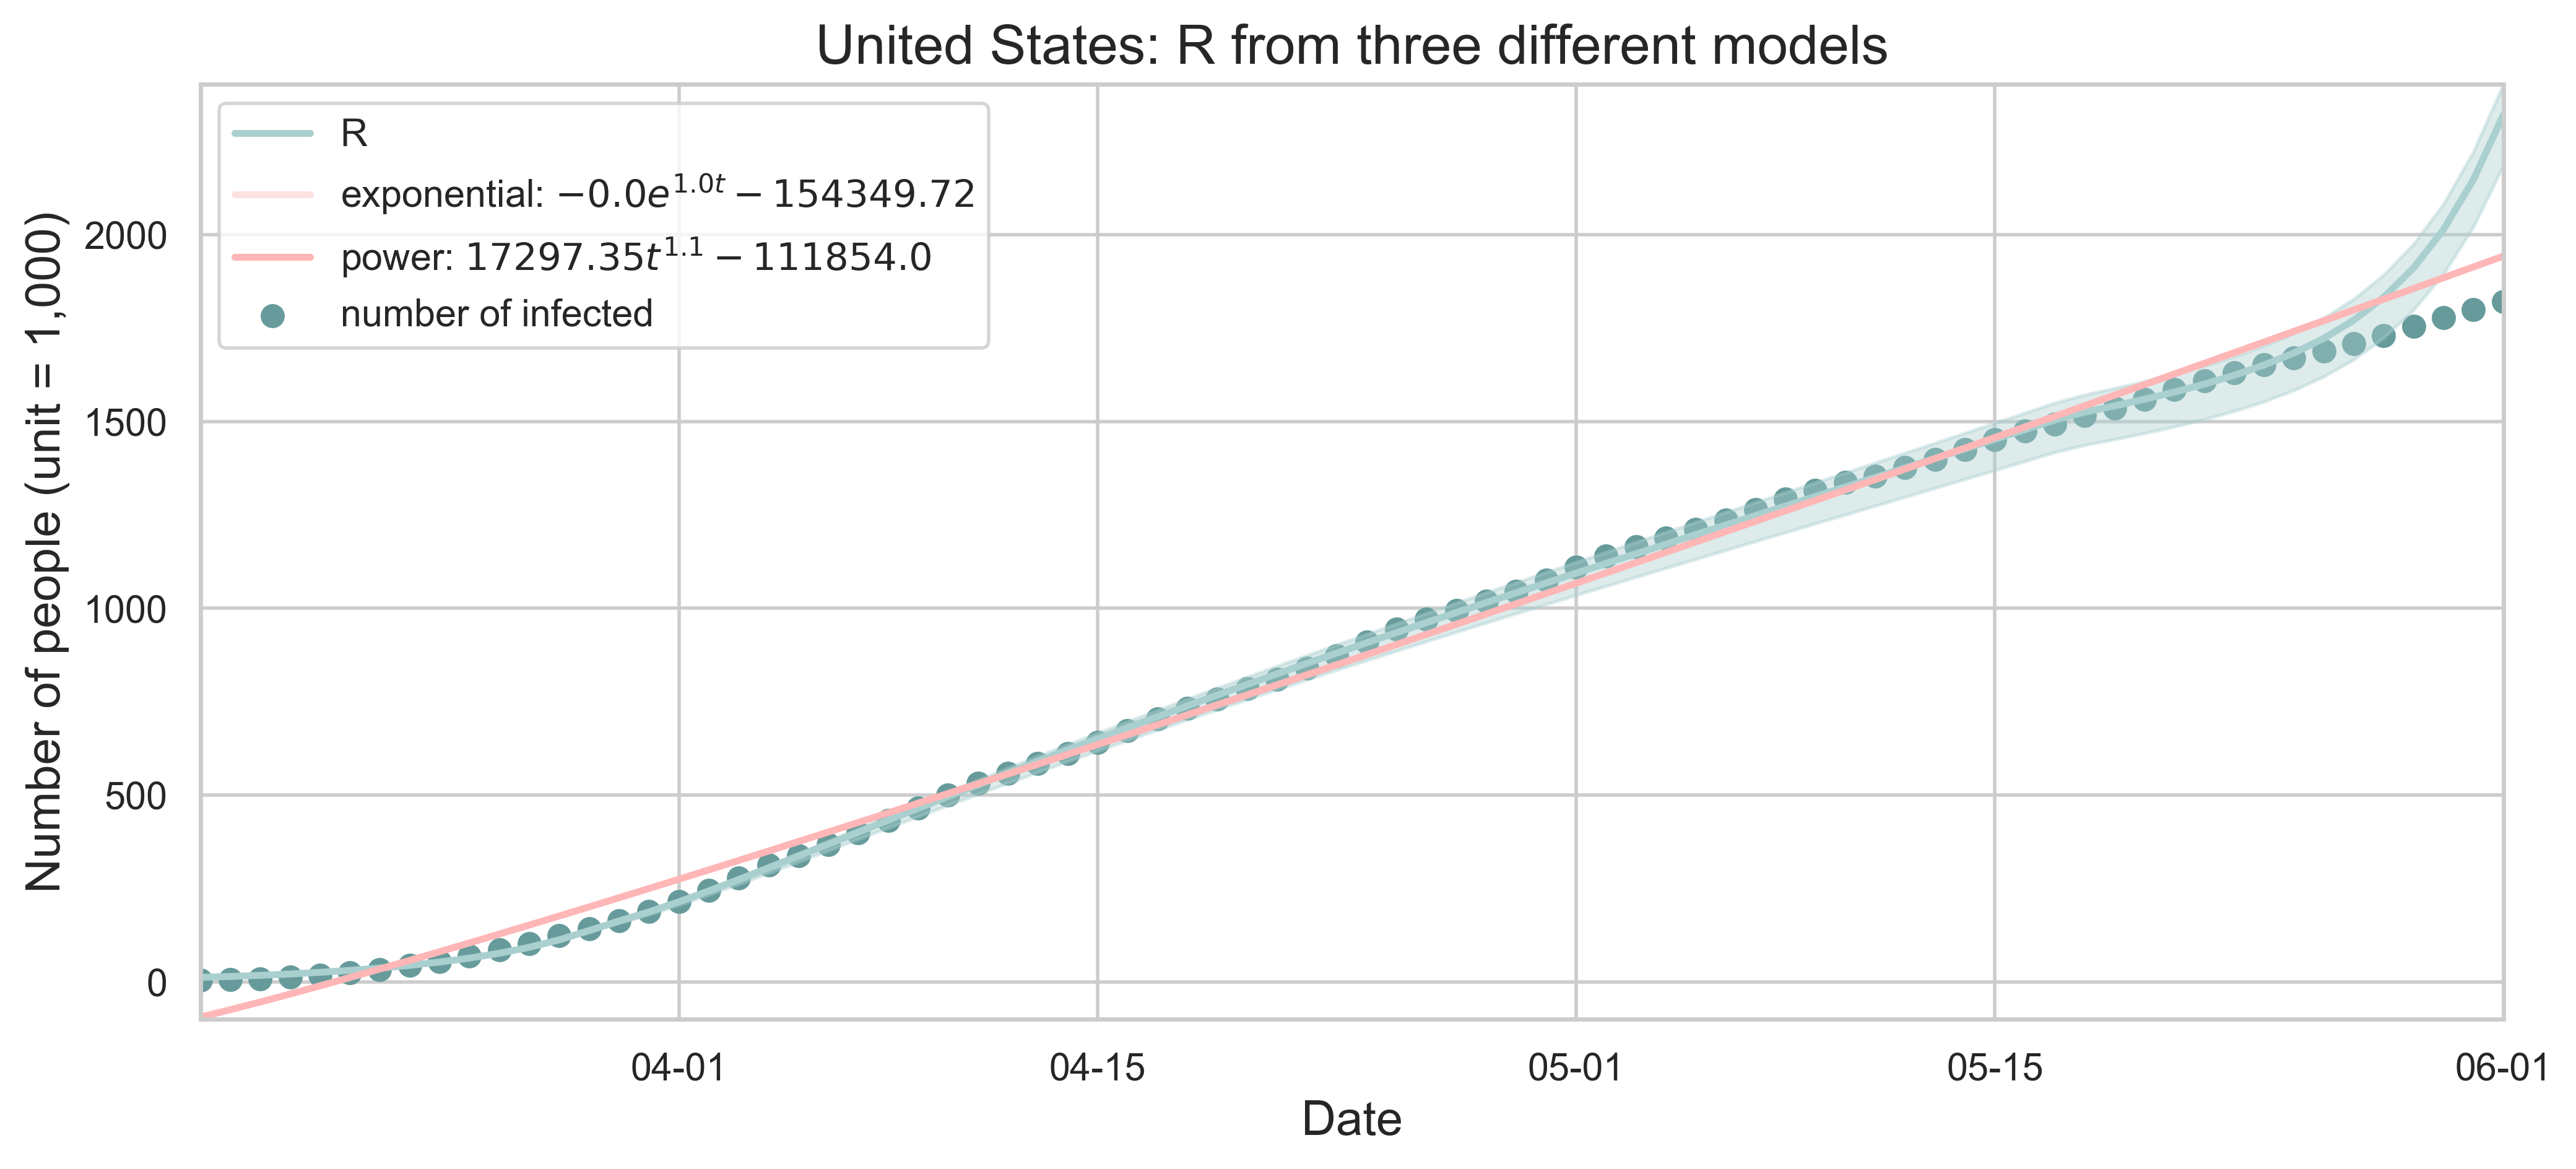 United States: R from three different models
R
exponential: −0.0e^{1.0t} − 154349.72
power: 17297.35t^{1.1} − 111854.0
number of infected
Number of people (unit = 1,000)
2000
1500
1000
500
0
04-01 04-15 05-01 05-15 06-01
Date